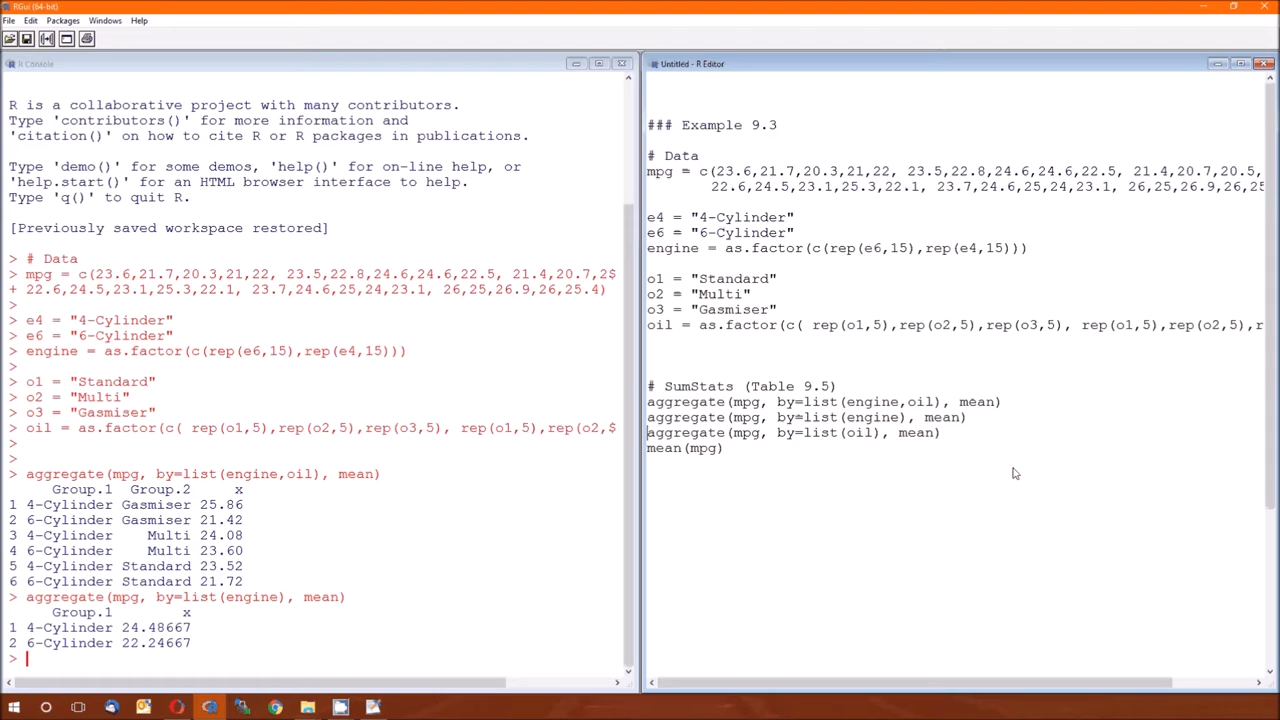 RGui (64-bit)
File Edit Packages Windows Help
R Console
R is a collaborative project with many contributors.
Type 'contributors()' for more information and
'citation()' on how to cite R or R packages in publications.
Type 'demo()' for some demos, 'help()' for on-line help, or
'help.start()' for an HTML browser interface to help.
Type 'q()' to quit R.
[Previously saved workspace restored]
> # Data
> mpg = c(23.6,21.7,20.3,21,22, 23.5,22.8,24.6,24.6,22.5, 21.4,20.7,2$
+ 22.6,24.5,23.1,25.3,22.1, 23.7,24.6,25,24,23.1, 26,25,26.9,26,25.4)
>
> e4 = "4-Cylinder"
> e6 = "6-Cylinder"
> engine = as.factor(c(rep(e6,15),rep(e4,15)))
>
> o1 = "Standard"
> o2 = "Multi"
> o3 = "Gasmiser"
> oil = as.factor(c( rep(o1,5),rep(o2,5),rep(o3,5), rep(o1,5),rep(o2,$
>
>
> aggregate(mpg, by=list(engine,oil), mean)
Group.1 Group.2 x
1 4-Cylinder Gasmiser 25.86
2 6-Cylinder Gasmiser 21.42
3 4-Cylinder Multi 24.08
4 6-Cylinder Multi 23.60
5 4-Cylinder Standard 23.52
6 6-Cylinder Standard 21.72
> aggregate(mpg, by=list(engine), mean)
Group.1 x
1 4-Cylinder 24.48667
2 6-Cylinder 22.24667
>
Untitled - R Editor
### Example 9.3
# Data
mpg = c(23.6,21.7,20.3,21,22, 23.5,22.8,24.6,24.6,22.5, 21.4,20.7,20.5,
22.6,24.5,23.1,25.3,22.1, 23.7,24.6,25,24,23.1, 26,25,26.9,26,25
e4 = "4-Cylinder"
e6 = "6-Cylinder"
engine = as.factor(c(rep(e6,15),rep(e4,15)))
o1 = "Standard"
o2 = "Multi"
o3 = "Gasmiser"
oil = as.factor(c( rep(o1,5),rep(o2,5),rep(o3,5), rep(o1,5),rep(o2,5),r
# SumStats (Table 9.5)
aggregate(mpg, by=list(engine,oil), mean)
aggregate(mpg, by=list(engine), mean)
aggregate(mpg, by=list(oil), mean)
mean(mpg)